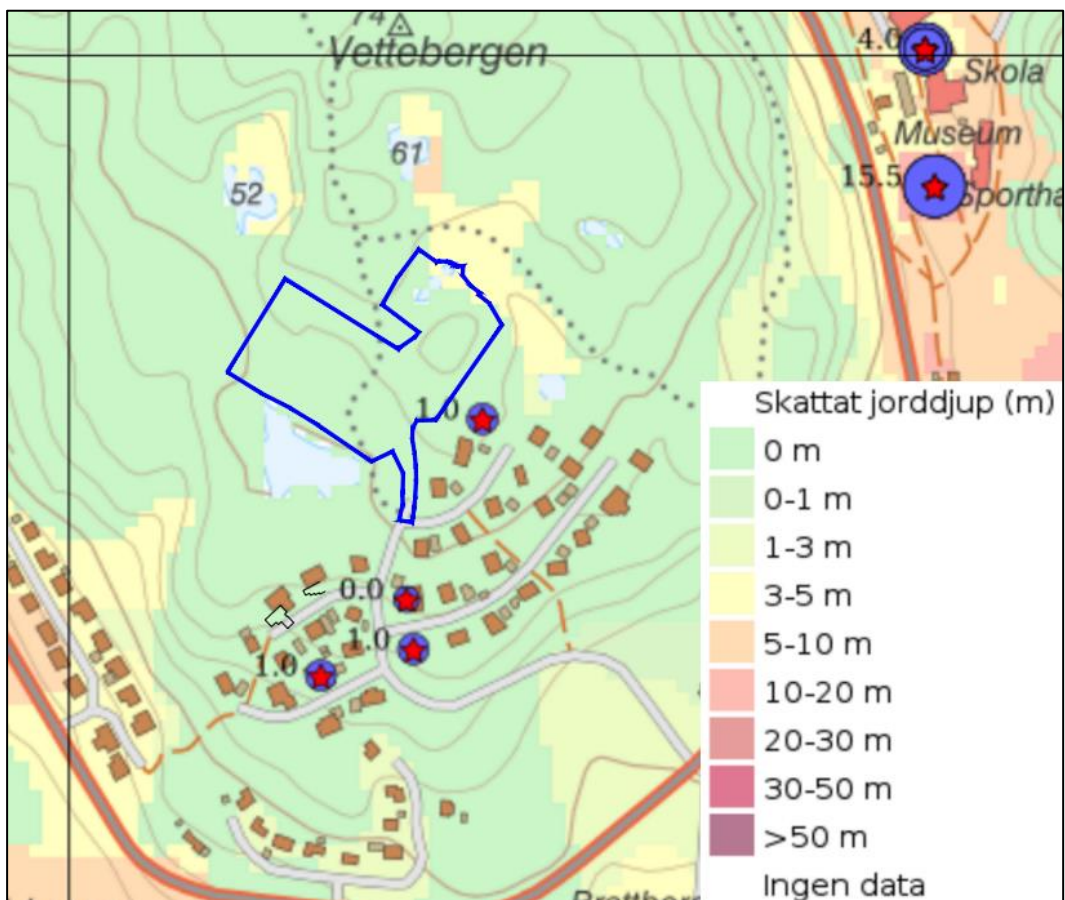 74
Vettebergen
4.0
Skola
61
Museum
52
15.5
Sportha
1.0
Skattat jorddjup (m)
0 m
0-1 m
1-3 m
3-5 m
5-10 m
10-20 m
20-30 m
30-50 m
>50 m
Ingen data
0.0
1.0
1.0